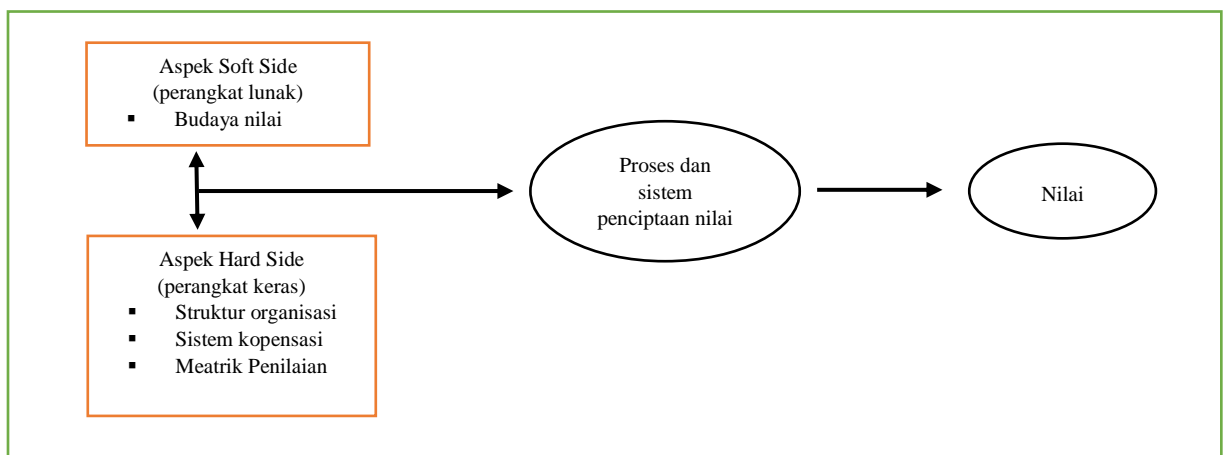 Aspek Soft Side
(perangkat lunak)
▪ Budaya nilai
Aspek Hard Side
(perangkat keras)
▪ Struktur organisasi
▪ Sistem kopensasi
▪ Meatrik Penilaian
Proses dan
sistem
penciptaan nilai
Nilai